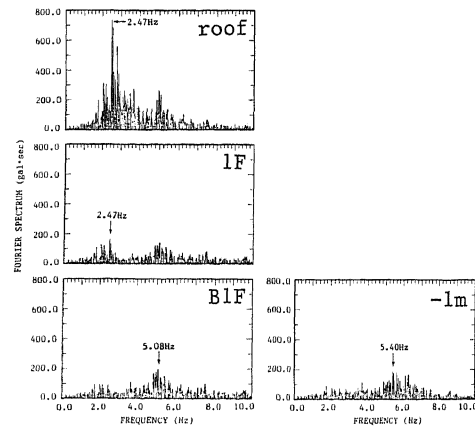 800.0
600.0
400.0
200.0
0.0
2.47Hz
roof
FOURIER SPECTRUM (gal*sec)
800.0
600.0
400.0
200.0
0.0
2.47Hz
1F
800.0
600.0
400.0
200.0
0.0
5.08Hz
B1F
0.0 2.0 4.0 6.0 8.0 10.0
FREQUENCY (Hz)
800.0
600.0
400.0
200.0
0.0
5.40Hz
-1m
0.0 2.0 4.0 6.0 8.0 10.0
FREQUENCY (Hz)